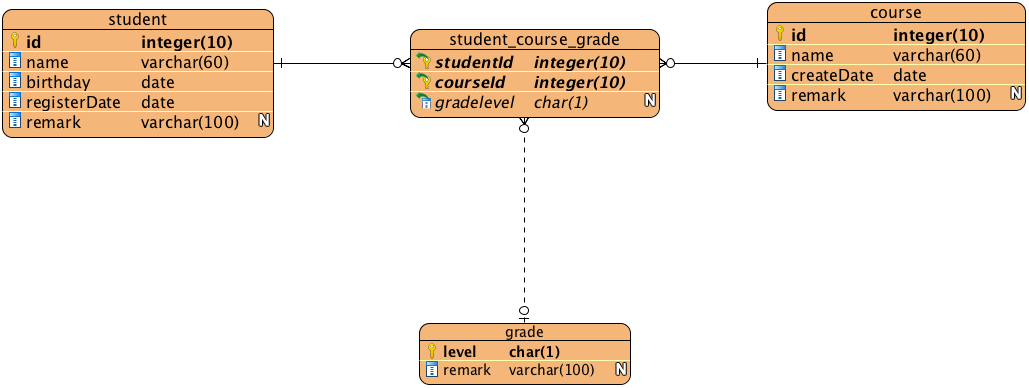 student
id integer(10)
name varchar(60)
birthday date
registerDate date
remark varchar(100) N
student_course_grade
studentId integer(10)
courseId integer(10)
gradelevel char(1) N
course
id integer(10)
name varchar(60)
createDate date
remark varchar(100) N
grade
level char(1)
remark varchar(100) N